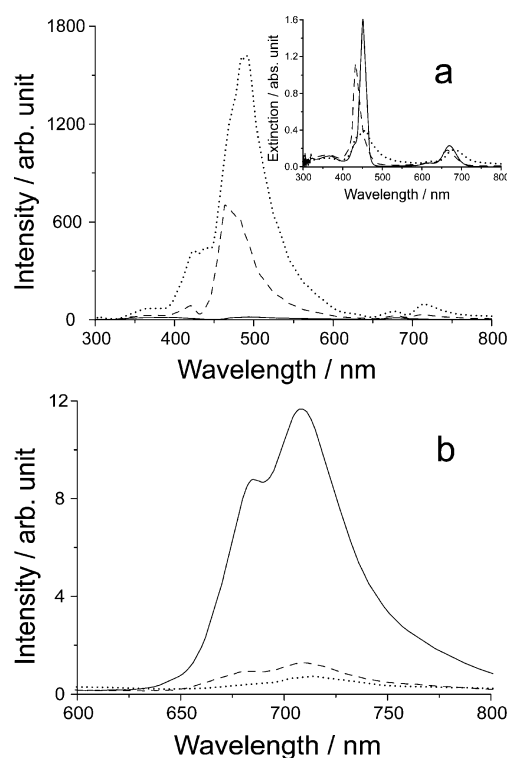 1800
1200
600
0
Intensity / arb. unit
300 400 500 600 700 800
Wavelength / nm
a
1.6
1.2
0.8
0.4
0.0
Extinction / abs. unit
300 400 500 600 700 800
Wavelength / nm
b
12
8
4
0
Intensity / arb. unit
600 650 700 750 800
Wavelength / nm